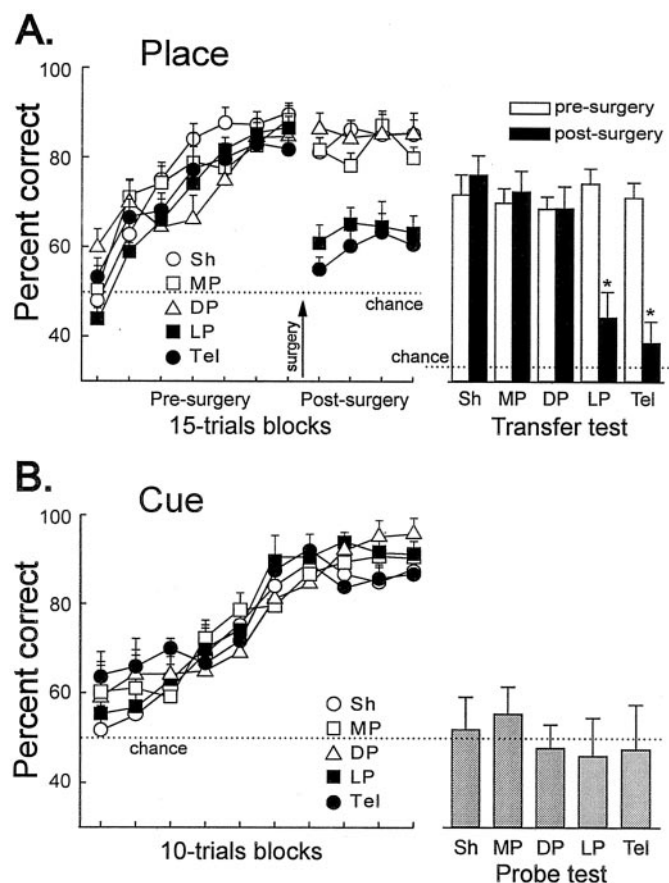 A.
Place
100
80
60
40
Percent correct
Sh
MP
DP
LP
Tel
chance
surgery
Pre-surgery Post-surgery
15-trials blocks
pre-surgery
post-surgery
* *
chance
Sh MP DP LP Tel
Transfer test
B.
Cue
100
80
60
40
Percent correct
chance
Sh
MP
DP
LP
Tel
10-trials blocks
Sh MP DP LP Tel
Probe test